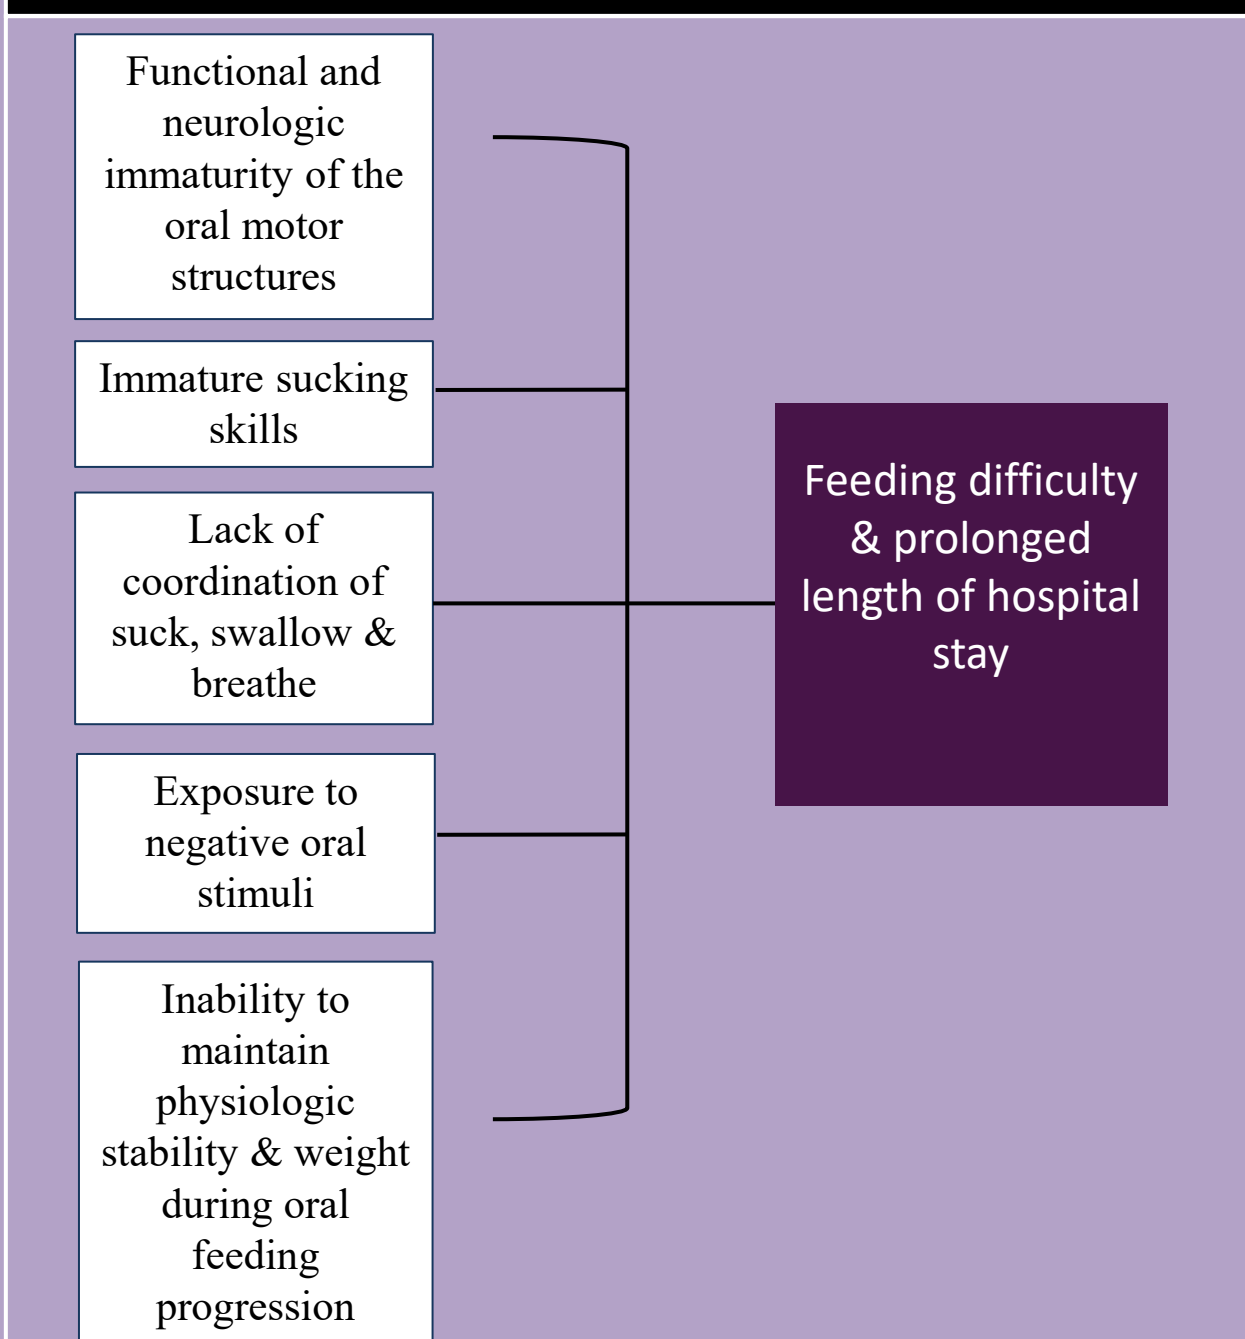 Functional and
neurologic
immaturity of the
oral motor
structures
Immature sucking
skills
Lack of
coordination of
suck, swallow &
breathe
Exposure to
negative oral
stimuli
Inability to
maintain
physiologic
stability & weight
during oral
feeding
progression
Feeding difficulty
& prolonged
length of hospital
stay